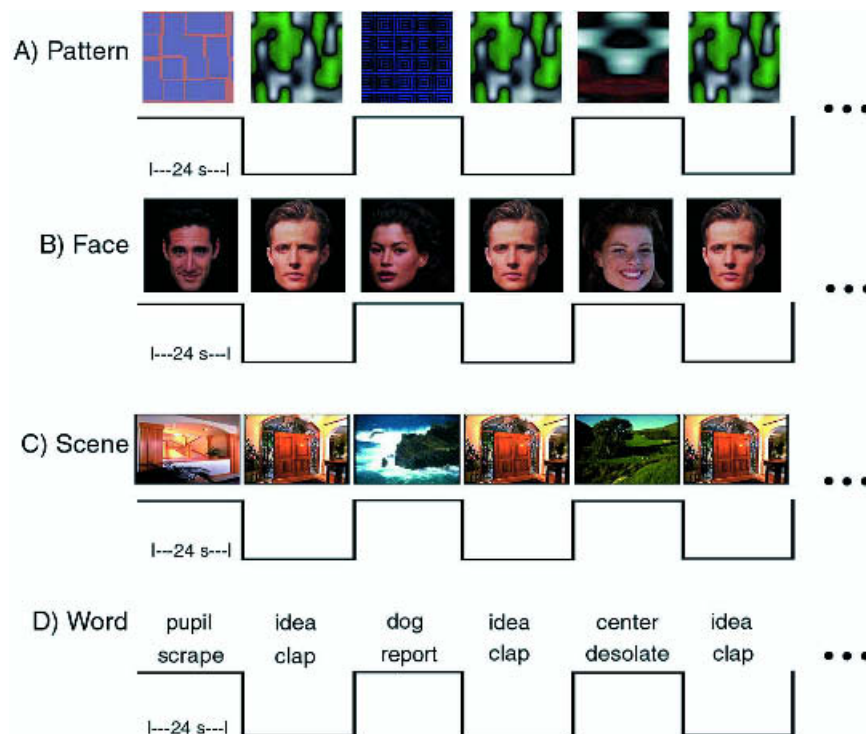 A) Pattern
•••
I---24 s---I
B) Face
•••
I---24 s---I
C) Scene
•••
I---24 s---I
D) Word
pupil idea dog idea center idea
scrape clap report clap desolate clap
•••
I---24 s---I